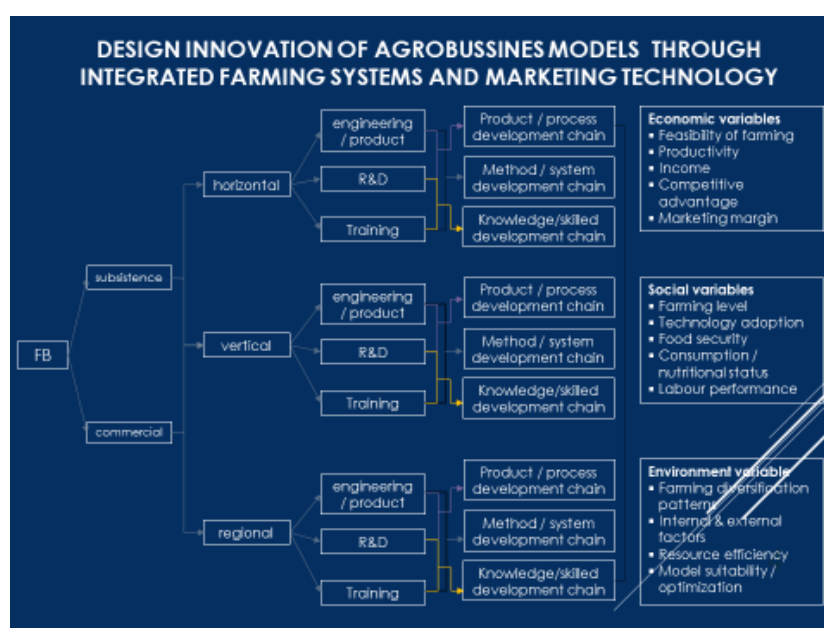 DESIGN INNOVATION OF AGROBUSSINES MODELS THROUGH
INTEGRATED FARMING SYSTEMS AND MARKETING TECHNOLOGY
FB
subsistence
commercial
horizontal
vertical
regional
engineering
/ product
R&D
Training
Product / process
development chain
Method / system
development chain
Knowledge/skilled
development chain
engineering
/ product
R&D
Training
Product / process
development chain
Method / system
development chain
Knowledge/skilled
development chain
engineering
/ product
R&D
Training
Product / process
development chain
Method / system
development chain
Knowledge/skilled
development chain
Economic variables
▪ Feasibility of farming
▪ Productivity
▪ Income
▪ Competitive
advantage
▪ Marketing margin
Social variables
▪ Farming level
▪ Technology adoption
▪ Food security
▪ Consumption /
nutritional status
▪ Labour performance
Environment variable
▪ Farming diversification
patterns
▪ Internal & external
factors
▪ Resource efficiency
▪ Model suitability /
optimization